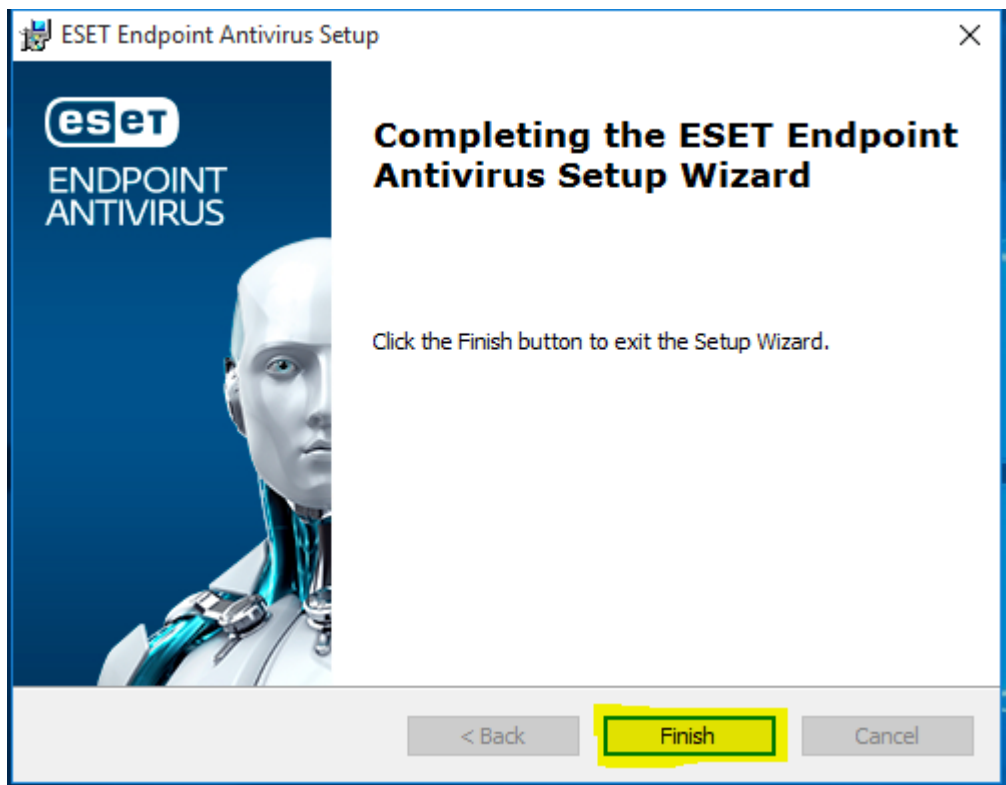 ESET Endpoint Antivirus Setup
eset
ENDPOINT
ANTIVIRUS
Completing the ESET Endpoint
Antivirus Setup Wizard
Click the Finish button to exit the Setup Wizard.
< Back Finish Cancel